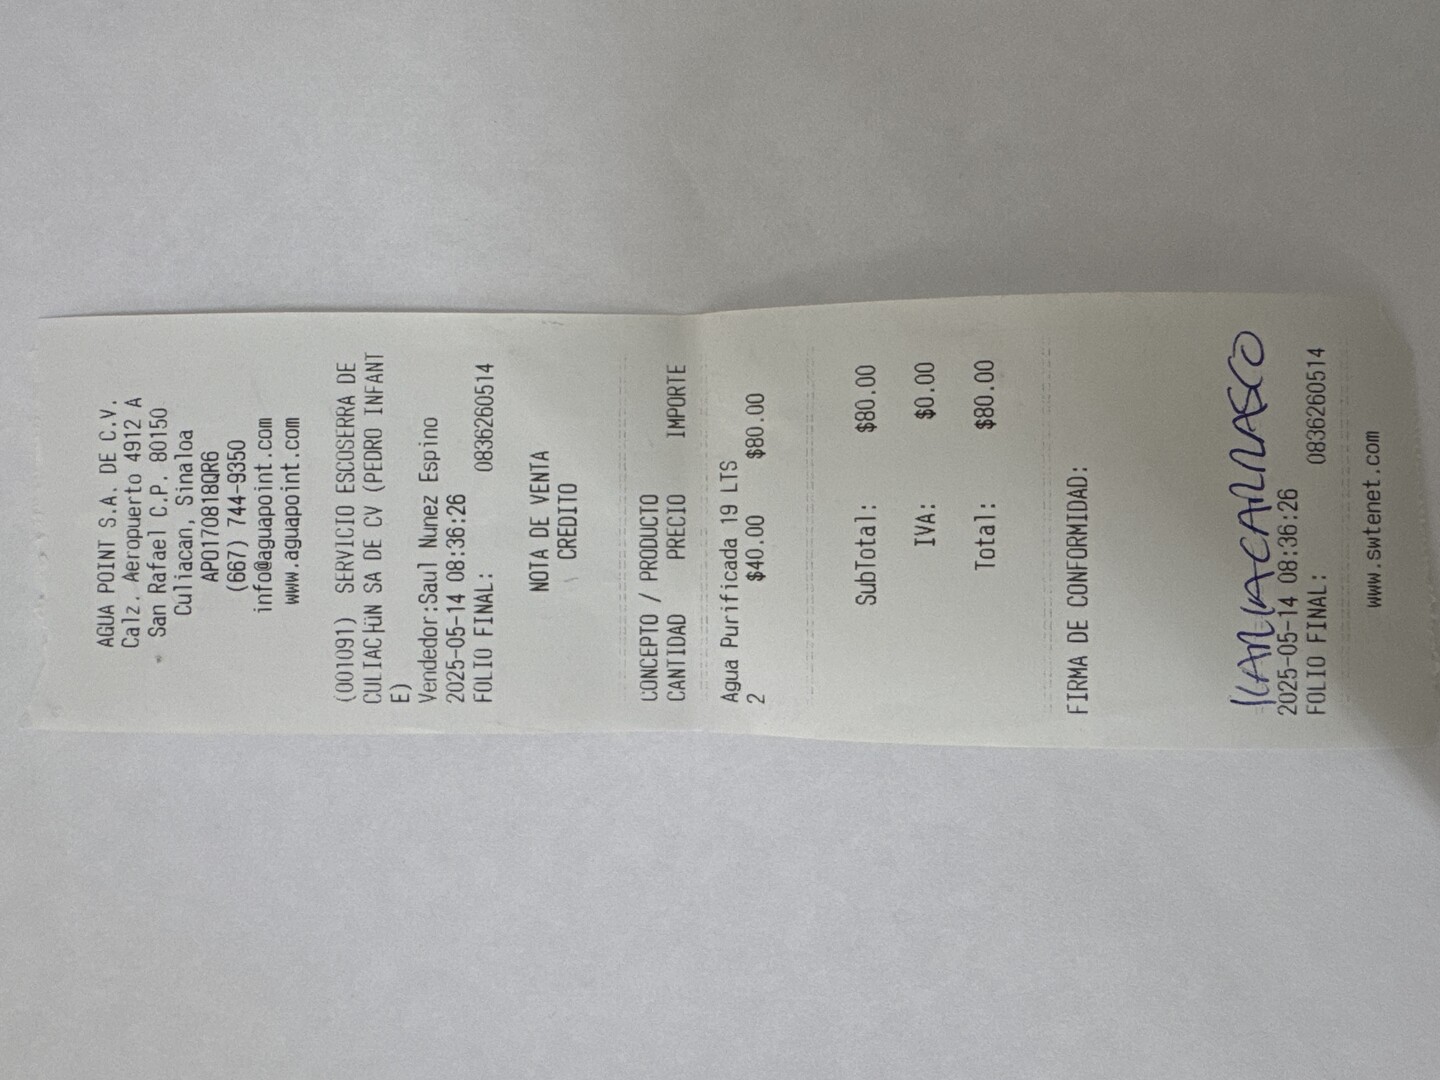 AGUA POINT S.A. DE C.V.
Calz. Aeropuerto 4912 A
San Rafael C.P. 80150
Culiacan, Sinaloa
APO170818QR6
(667) 744-9350
info@aguapoint.com
www.aguapoint.com
(001091) SERVICIO ESCOSERRA DE
CULIAC,HüN SA DE CV (PEDRO INFANT
E)
Vendedor:Saul Nunez Espino
2025-05-14 08:36:26
FOLIO FINAL: 0836260514
NOTA DE VENTA
CREDITO
CONCEPTO / PRODUCTO
CANTIDAD PRECIO IMPORTE
Agua Purificada 19 LTS
2 $40.00 $80.00
SubTotal: $80.00
IVA: $0.00
Total: $80.00
FIRMA DE CONFORMIDAD:
CARRASCO
2025-05-14 08:36:26
FOLIO FINAL: 0836260514
www.swtenet.com